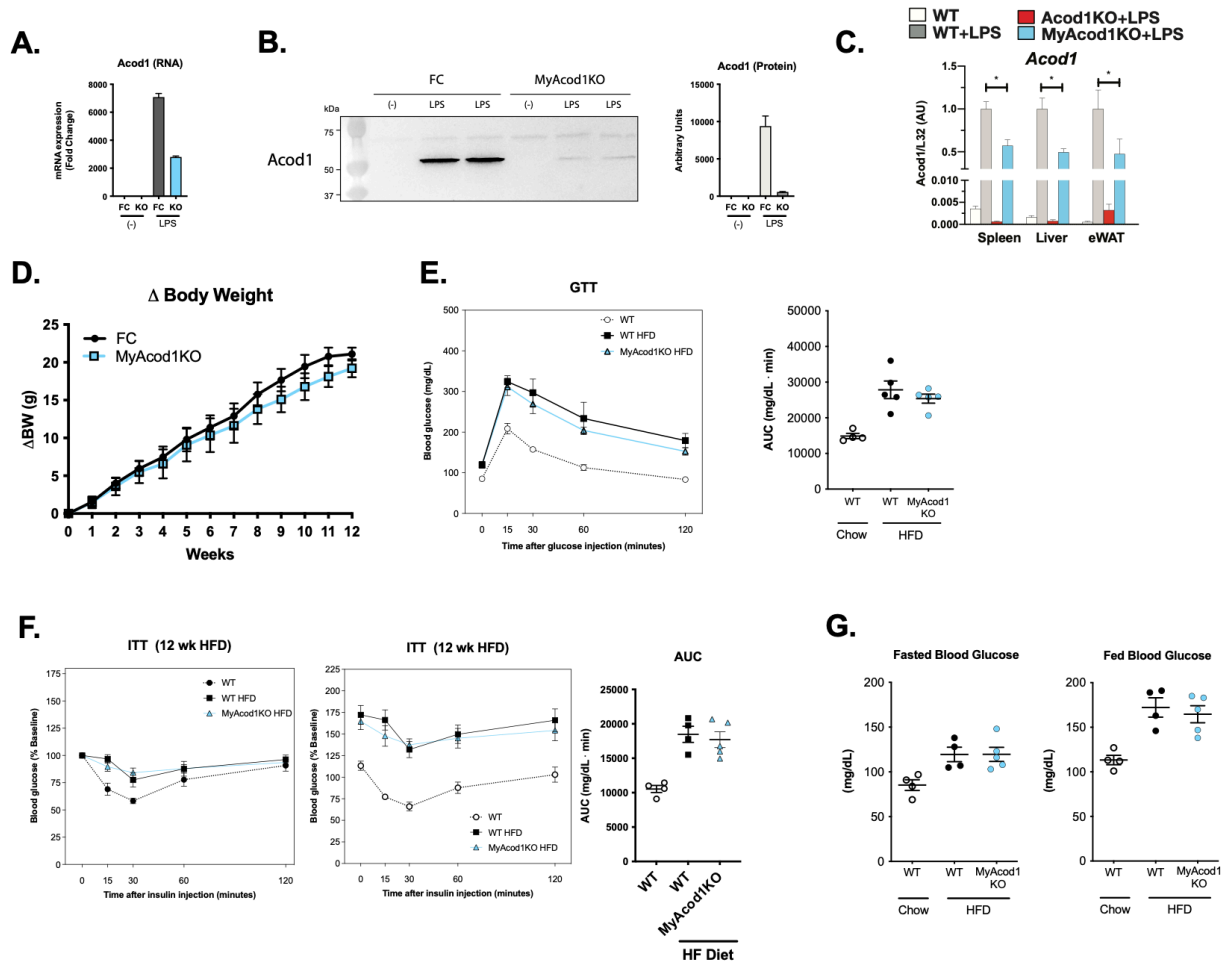 A.
Acod1 (RNA)
mRNA expression
(Fold Change)
8000
6000
4000
2000
0
FC KO FC KO
(-) LPS
B.
FC MyAcod1KO
kDa (-) LPS LPS (-) LPS LPS
75
50
37
Acod1
Acod1 (Protein)
Arbitrary Units
15000
10000
5000
0
FC KO FC KO
(-) LPS
WT Acod1KO+LPS
WT+LPS MyAcod1KO+LPS
C.
Acod1
Acod1/L32 (AU)
1.5
1.0
0.5
0.010
0.005
0.000
* * *
Spleen Liver eWAT
D.
Δ Body Weight
FC
MyAcod1KO
ΔBW (g)
25
20
15
10
5
0
0 1 2 3 4 5 6 7 8 9 10 11 12
Weeks
E.
GTT
WT
WT HFD
MyAcod1KO HFD
Blood glucose (mg/dL)
500
400
300
200
100
0
0 15 30 60 120
Time after glucose injection (minutes)
AUC (mg/dL · min)
50000
40000
30000
20000
10000
0
WT WT MyAcod1
KO
Chow HFD
F.
ITT (12 wk HFD)
WT
WT HFD
MyAcod1KO HFD
Blood glucose (% Baseline)
175
150
125
100
75
50
25
0
0 15 30 60 120
Time after insulin injection (minutes)
ITT (12 wk HFD)
Blood glucose (% Baseline)
225
200
175
150
125
100
75
50
25
0
WT
WT HFD
MyAcod1KO HFD
0 15 30 60 120
Time after insulin injection (minutes)
AUC
AUC (mg/dL · min)
25000
20000
15000
10000
5000
0
WT
WT
MyAcod1KO
HF Diet
G.
Fasted Blood Glucose
(mg/dL)
200
150
100
50
0
WT WT MyAcod1
KO
Chow HFD
Fed Blood Glucose
(mg/dL)
200
150
100
50
0
WT WT MyAcod1
KO
Chow HFD